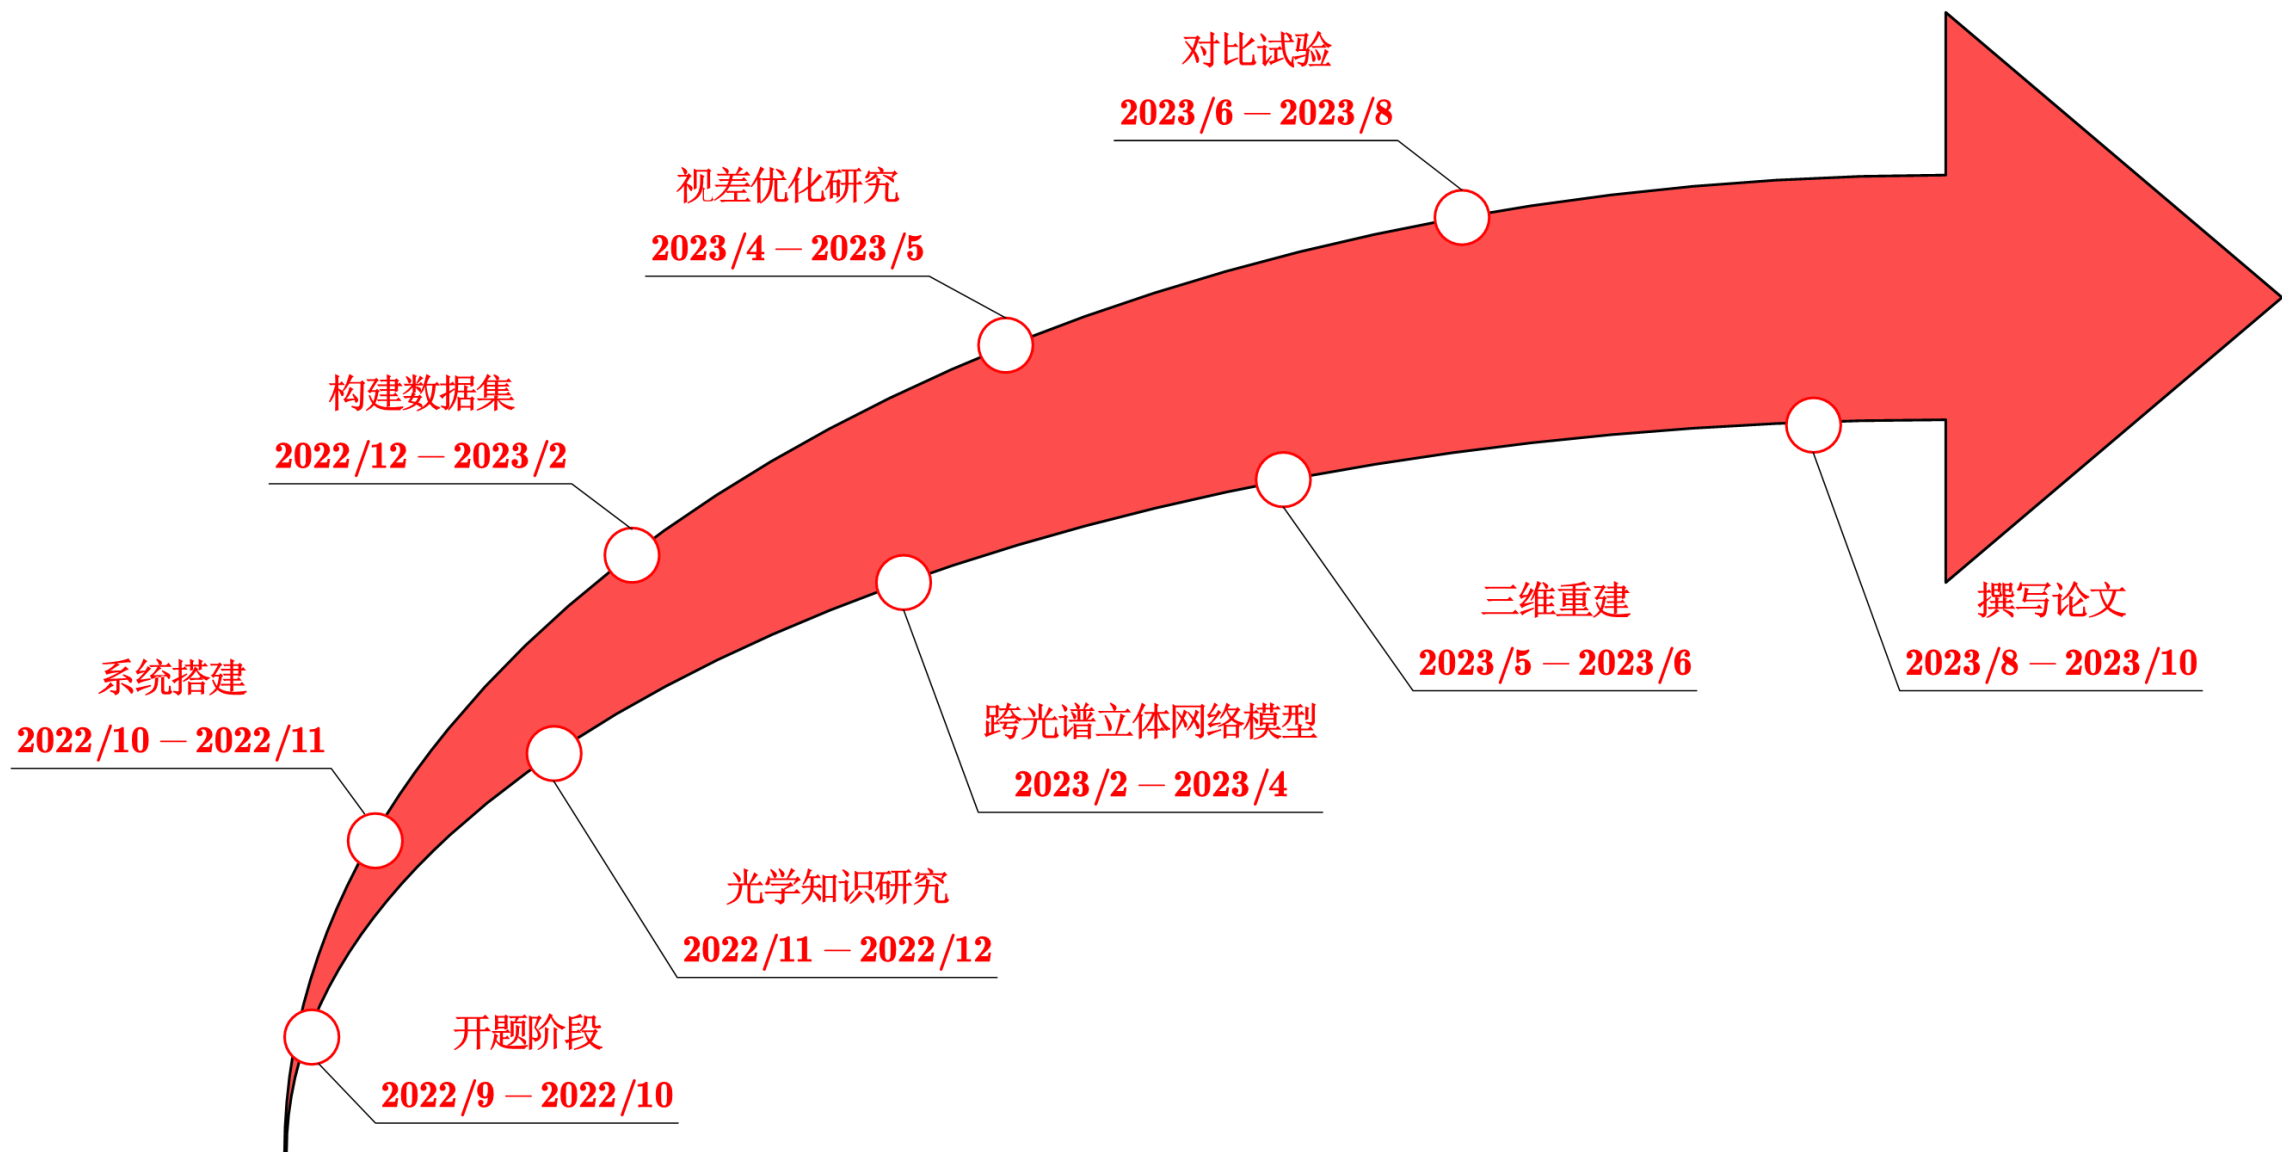 对比试验
2023/6 – 2023/8
视差优化研究
2023/4 – 2023/5
构建数据集
2022/12 – 2023/2
系统搭建
2022/10 – 2022/11
三维重建
2023/5 – 2023/6
撰写论文
2023/8 – 2023/10
跨光谱立体网络模型
2023/2 – 2023/4
光学知识研究
2022/11 – 2022/12
开题阶段
2022/9 – 2022/10